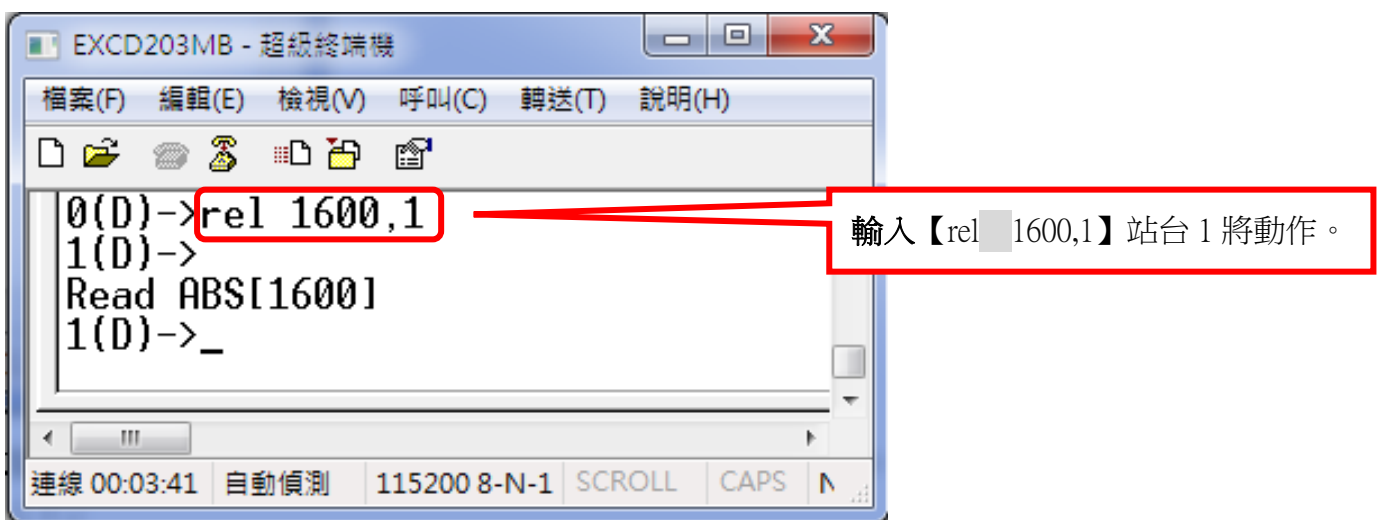 EXCD203MB - 超級終端機
檔案(F) 編輯(E) 檢視(V) 呼叫(C) 轉送(T) 說明(H)
0(D)->rel 1600,1
1(D)->
Read ABS[1600]
1(D)->_
輸入【rel 1600,1】站台 1 將動作。
連線 00:03:41 自動偵測 115200 8-N-1 SCROLL CAPS